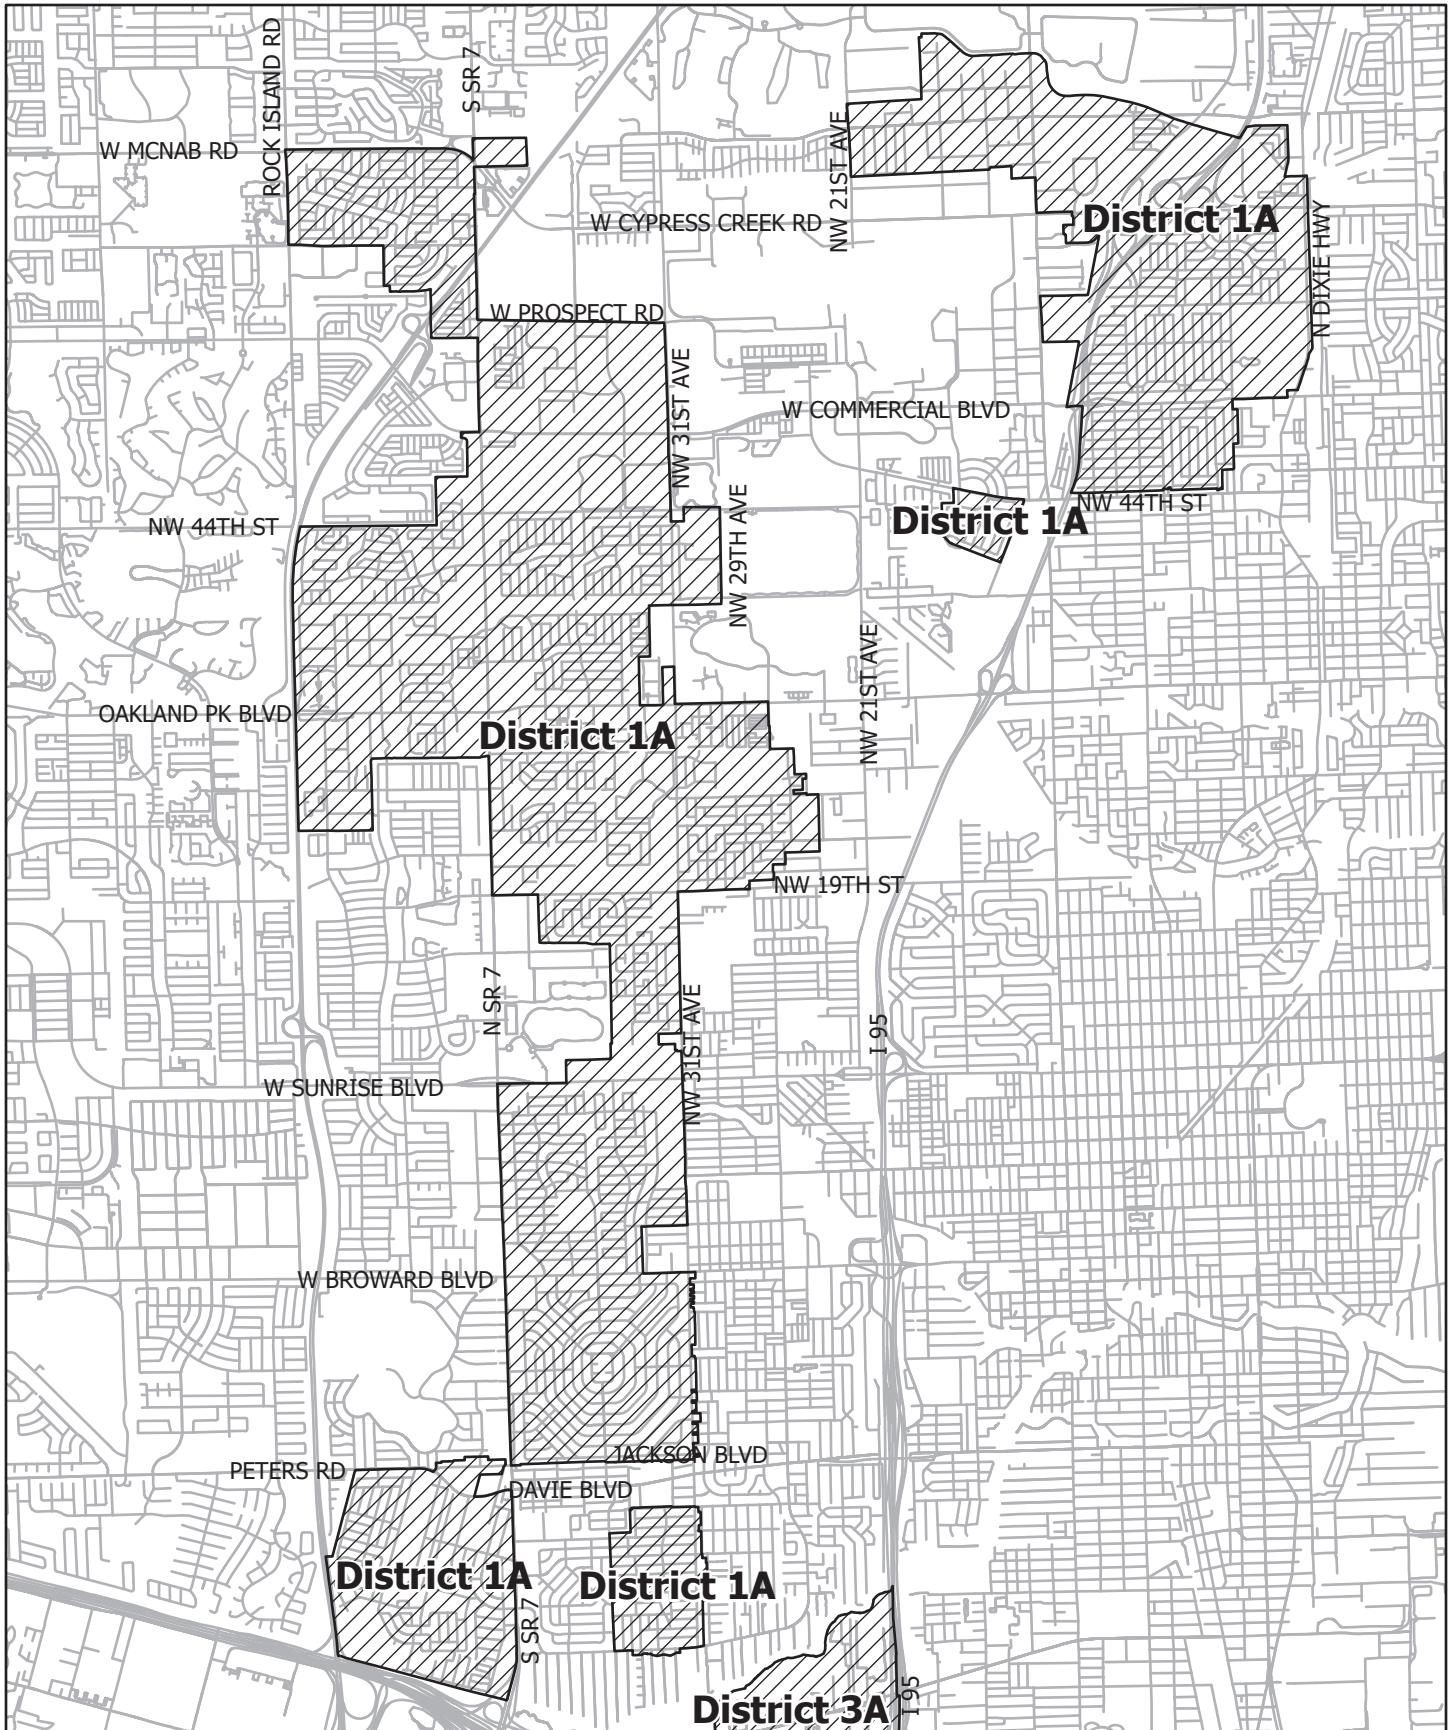 ROCK ISLAND RD
S SR 7
W MCNAB RD
NW 21ST AVE
W CYPRESS CREEK RD
District 1A
N DIXIE HWY
W PROSPECT RD
NW 31ST AVE
W COMMERCIAL BLVD
NW 44TH ST
NW 29TH AVE
District 1A
NW 44TH ST
NW 21ST AVE
OAKLAND PK BLVD
District 1A
NW 19TH ST
N SR 7
NW 31ST AVE
I 95
W SUNRISE BLVD
W BROWARD BLVD
JACKSON BLVD
PETERS RD
DAVIE BLVD
District 1A
District 1A
S SR 7
District 3A
I 95